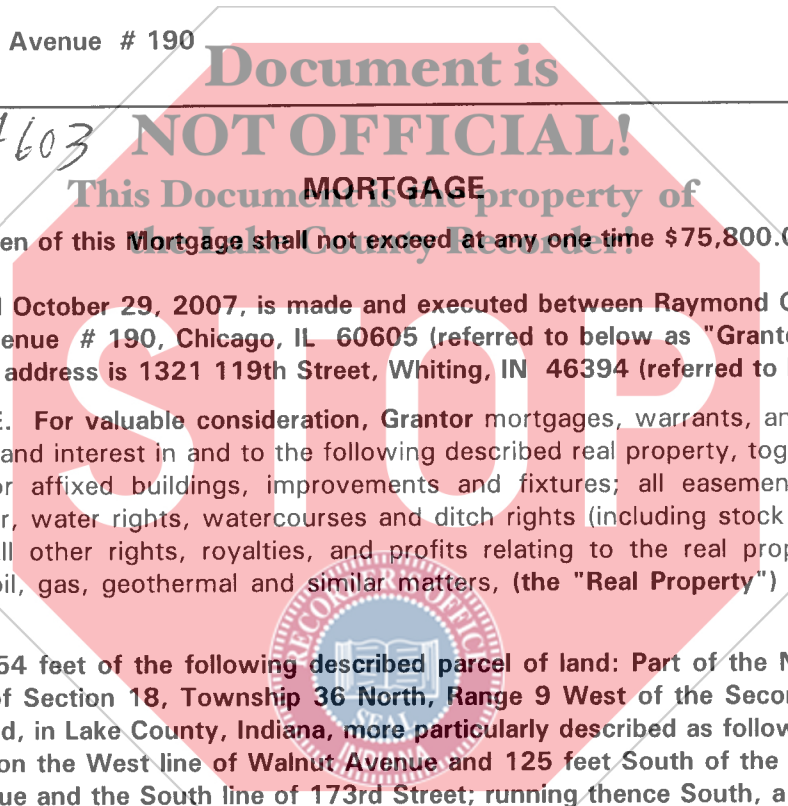 Avenue # 190
Document is
603
NOT OFFICIAL!
MORTGAGE
This Document is the property of
the Lake County Recorder!
en of this Mortgage shall not exceed at any one time $75,800.0
October 29, 2007, is made and executed between Raymond
enue # 190, Chicago, IL 60605 (referred to below as "Grant
address is 1321 119th Street, Whiting, IN 46394 (referred to
E. For valuable consideration, Grantor mortgages, warrants, an
and interest in and to the following described real property, tog
or affixed buildings, improvements and fixtures; all easemen
r, water rights, watercourses and ditch rights (including stock
ll other rights, royalties, and profits relating to the real prop
oil, gas, geothermal and similar matters, (the "Real Property")
STOP
54 feet of the following described parcel of land: Part of the N
of Section 18, Township 36 North, Range 9 West of the Secon
d, in Lake County, Indiana, more particularly described as follow
on the West line of Walnut Avenue and 125 feet South of the
ue and the South line of 173rd Street; running thence South, a
RECORDER'S OFFICE
SEAL
INDIANA